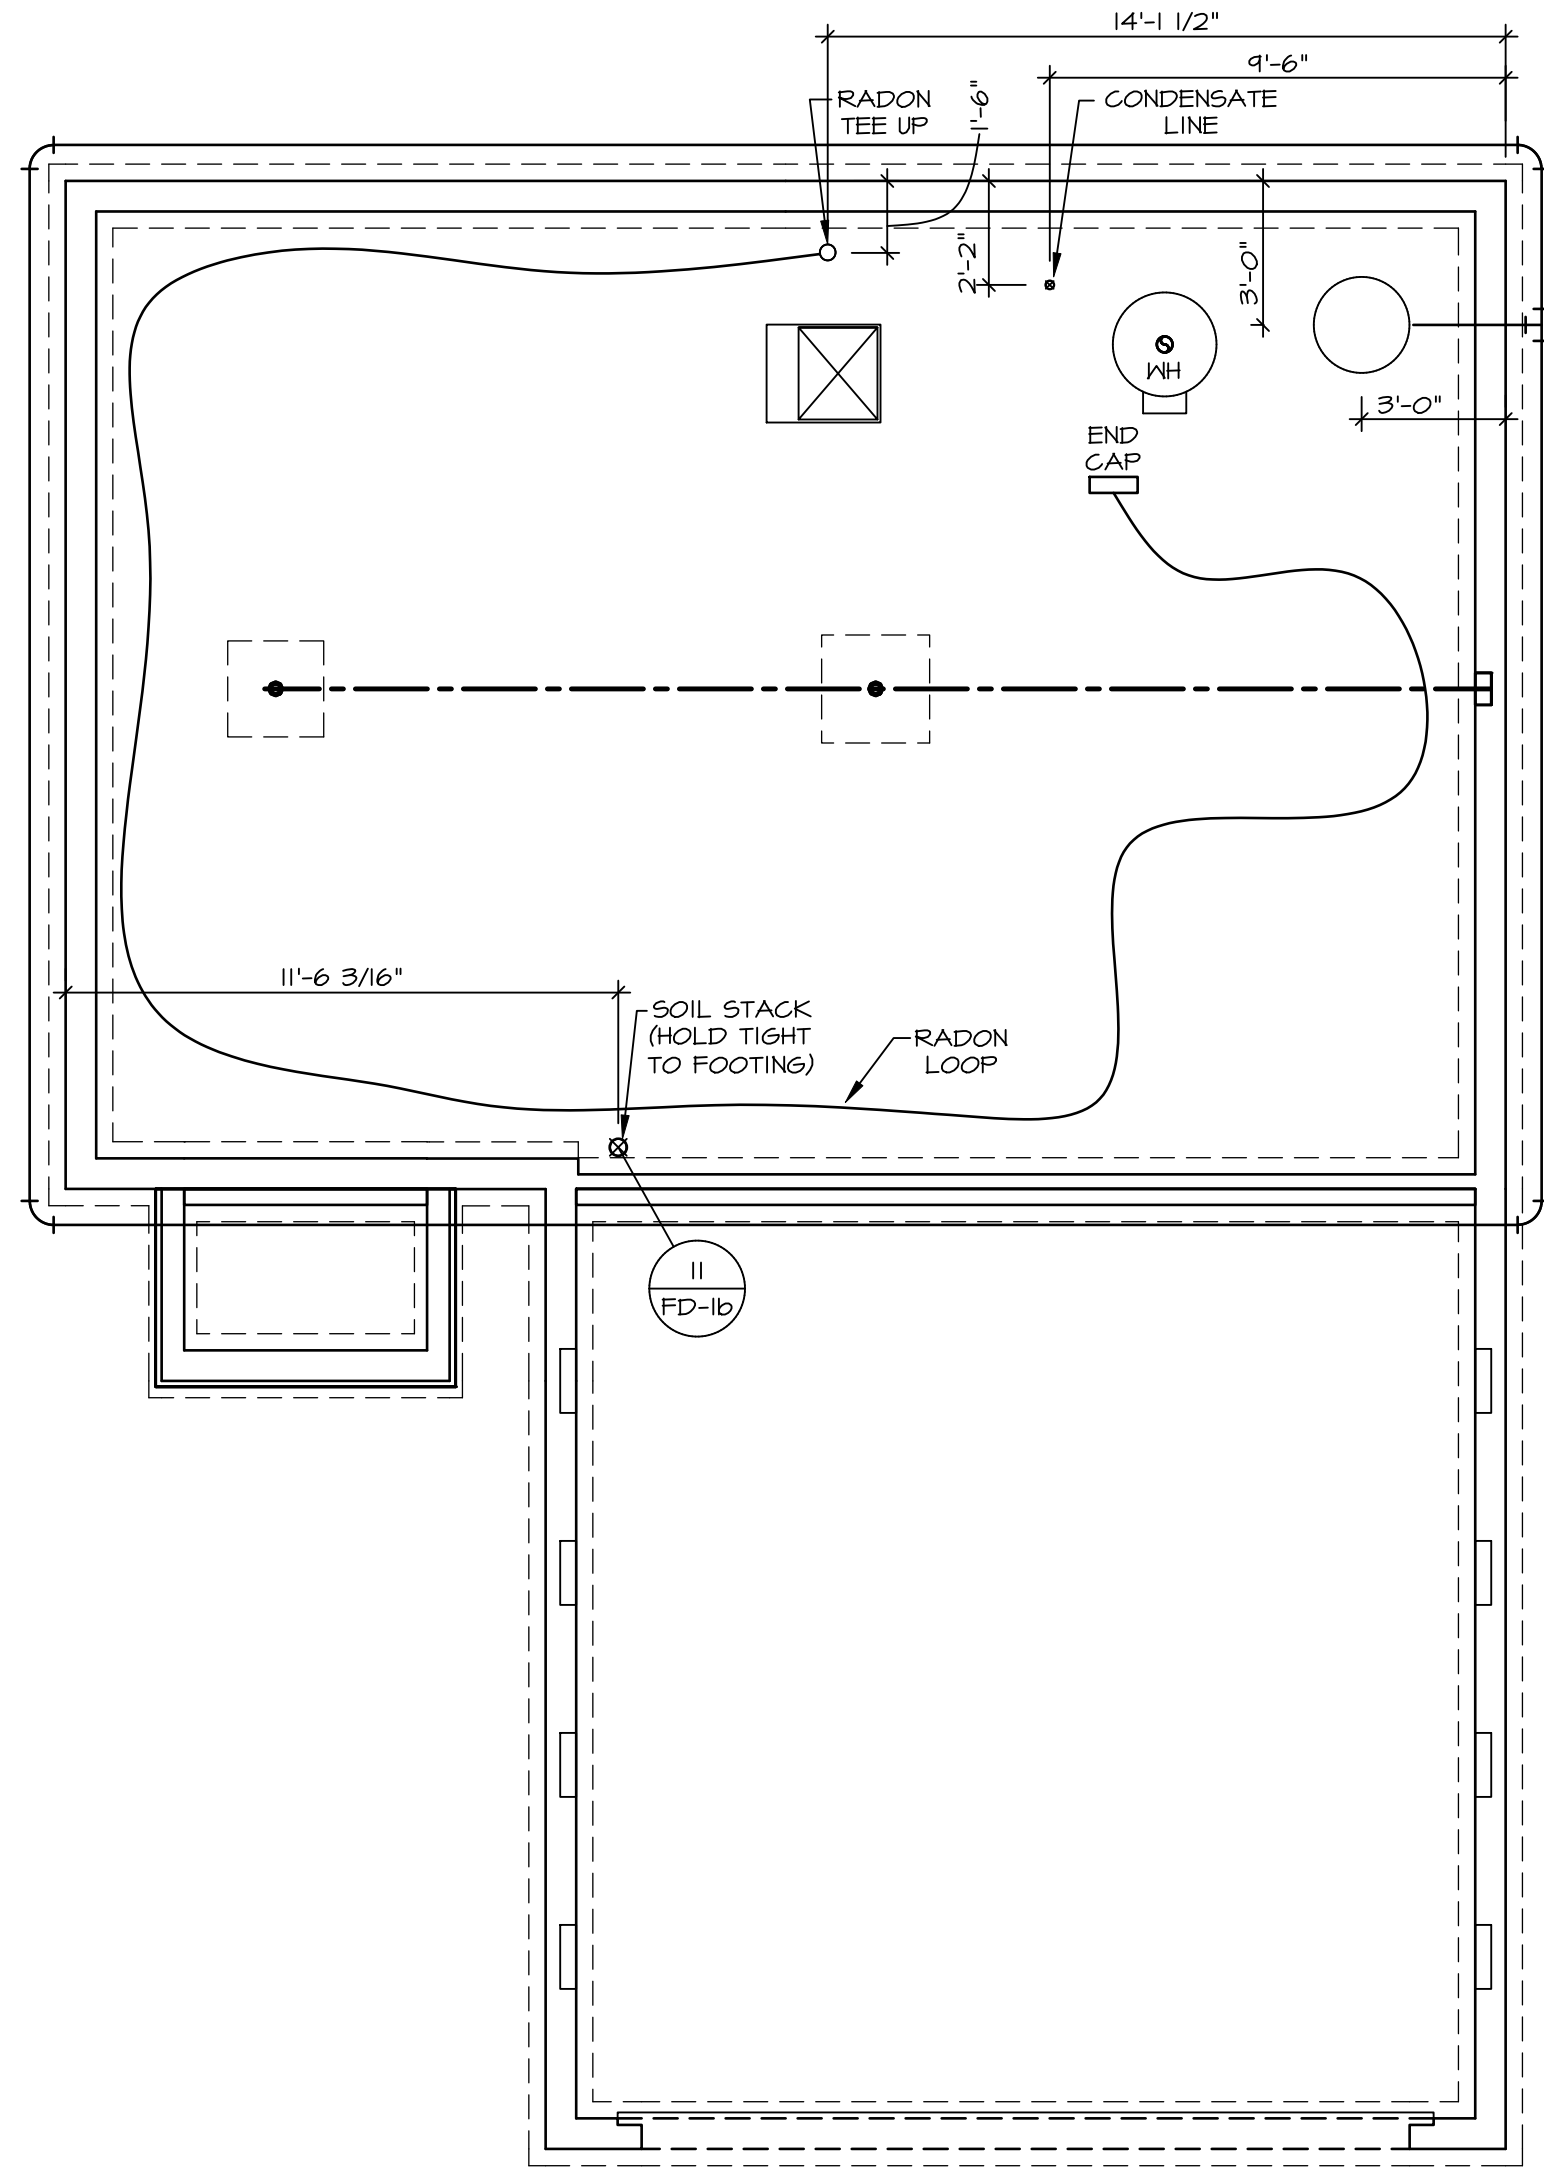 14'-1 1/2"
9'-6"
RADON
TEE UP
1'-6"
CONDENSATE
LINE
2'-2"
3'-0"
WH
3'-0"
END
CAP
11'-6 3/16"
SOIL STACK
(HOLD TIGHT
TO FOOTING)
RADON
LOOP
11
FD-1b